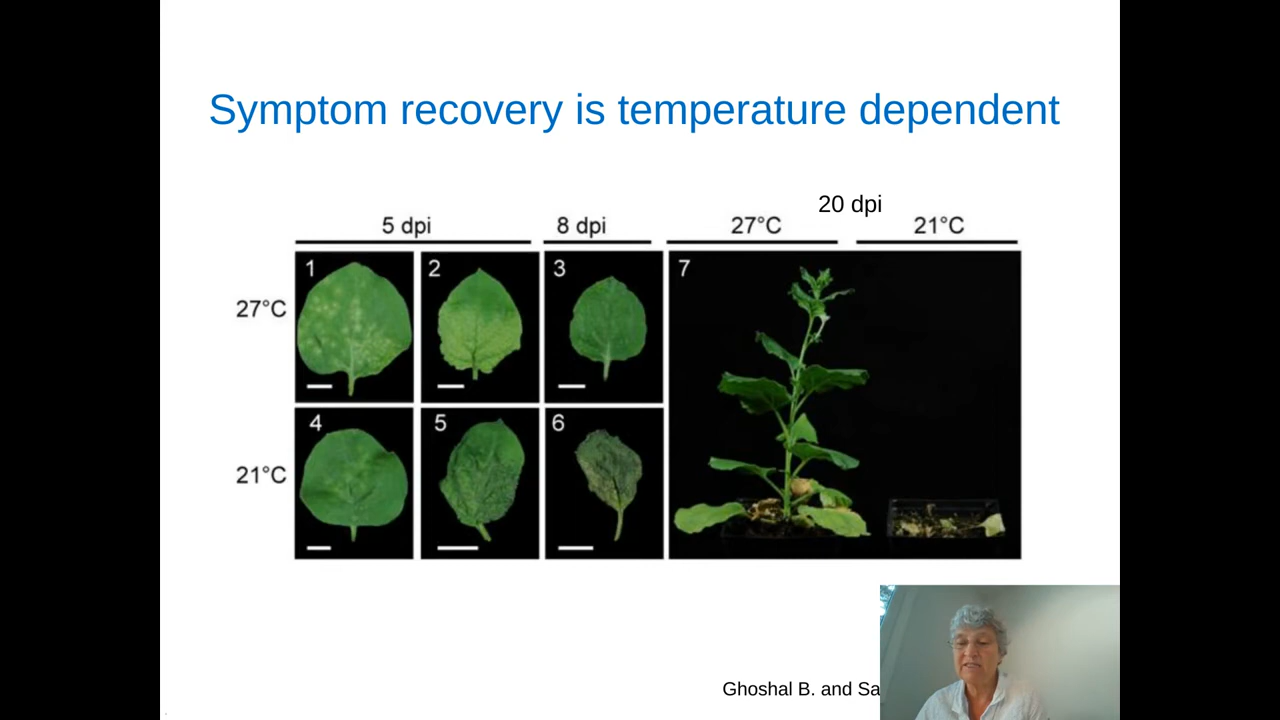 Symptom recovery is temperature dependent
20 dpi
5 dpi 8 dpi 27°C 21°C
27°C
1 2 3 7
21°C
4 5 6
Ghoshal B. and Sa